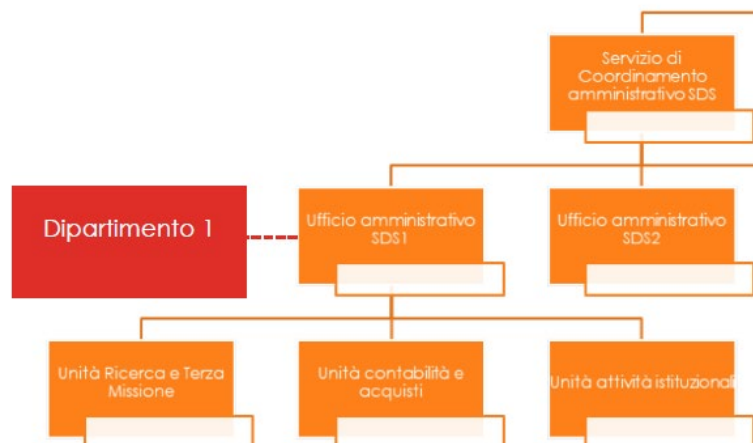 Servizio di
Coordinamento
amministrativo SDS
Dipartimento 1
Ufficio amministrativo
SDS1
Ufficio amministrativo
SDS2
Unità Ricerca e Terza
Missione
Unità contabilità e
acquisti
Unità attività istituzionali